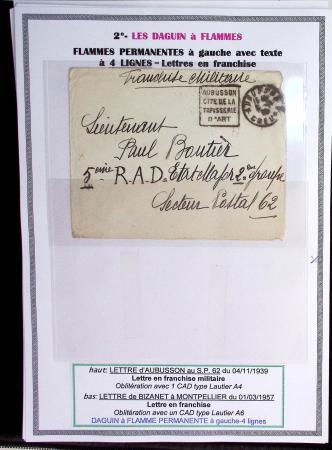 2°- LES DAGUIN à FLAMMES
FLAMMES PERMANENTES à gauche avec texte
à 4 LIGNES - Lettres en franchise
Franchise Militaire
AUBUSSON
CITE DE LA
TAPISSERIE
D'ART
AUBUSSON
CREUSE
Lieutenant
Paul Boutier
5ème R.A.D. Etat Major 2ème groupe
Secteur Postal 62
haut: LETTRE d'AUBUSSON au S.P. 62 du 04/11/1939
Lettre en franchise militaire
Oblitération avec 1 CAD type Lautier A4
bas: LETTRE de BIZANET à MONTPELLIER du 01/03/1957
Lettre en franchise
Oblitération avec un CAD type Lautier A6
DAGUIN à FLAMME PERMANENTE à gauche-4 lignes